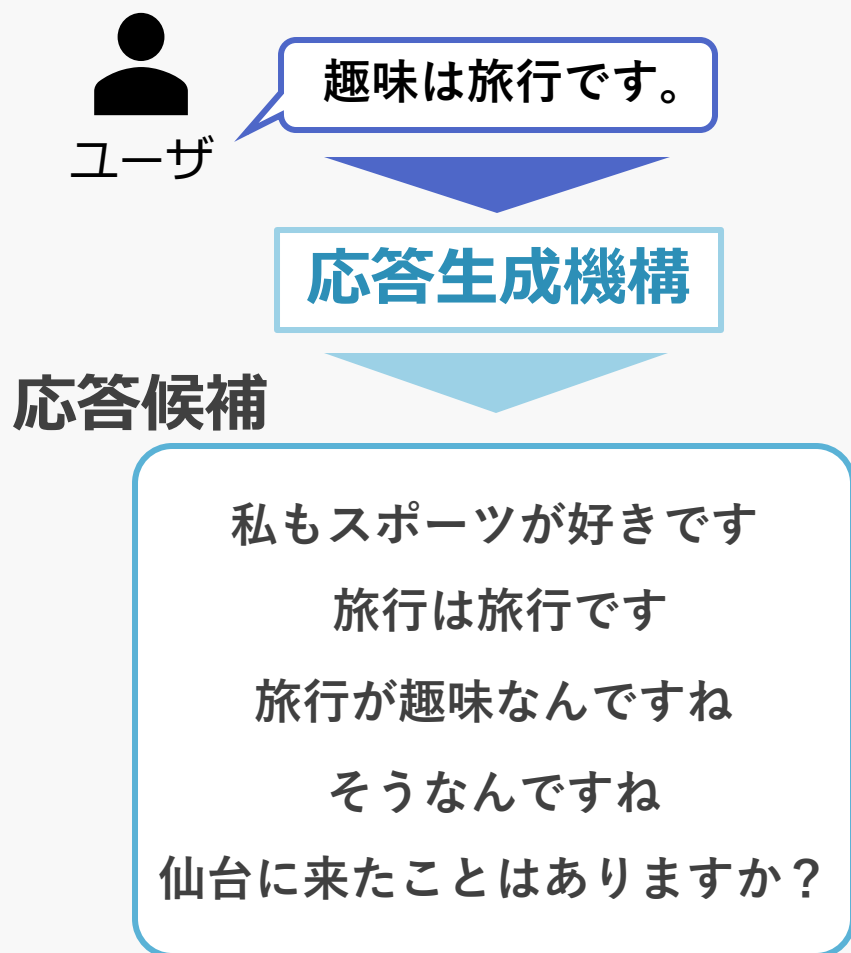 趣味は旅行です。
ユーザ
応答生成機構
応答候補
私もスポーツが好きです
旅行は旅行です
旅行が趣味なんですね
そうなんですね
仙台に来たことはありますか？